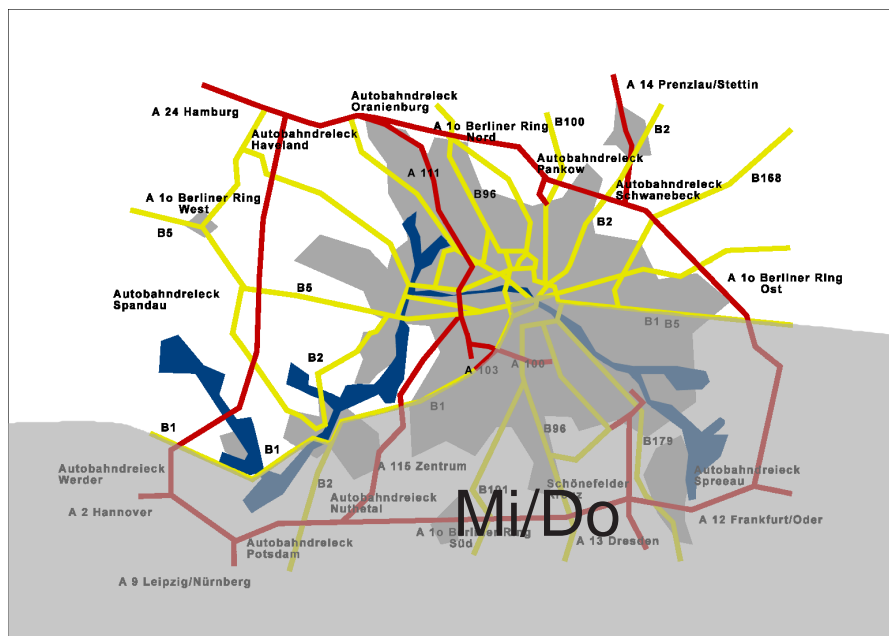 Autobahndreieck
Oranienburg
A 24 Hamburg
A 14 Prenzlau/Stettin
Autobahndreieck
Haveland
A 1o Berliner Ring
Nord
B100
B2
Autobahndreieck
Pankow
A 111
B96
Autobahndreieck
Schwanebeck
B168
A 1o Berliner Ring
West
B5
B2
A 1o Berliner Ring
Ost
Autobahndreieck
Spandau
B5
B1
B5
B2
A 103
A 100
B1
B1
B96
B179
B1
Autobahndreieck
Werder
B2
A 115 Zentrum
Schönefelder
Kreuz
Autobahndreieck
Spreeau
B101
Mi/Do
A 2 Hannover
Autobahndreieck
Nuthetal
A 1o Berliner Ring
Süd
A 12 Frankfurt/Oder
Autobahndreieck
Potsdam
A 13 Dresden
A 9 Leipzig/Nürnberg